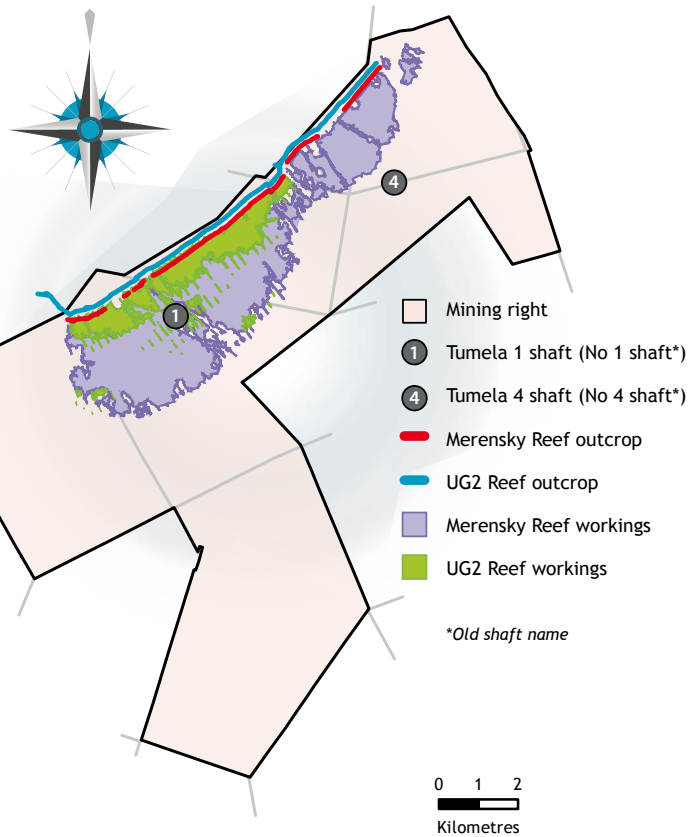 4
1
Mining right
1 Tumela 1 shaft (No 1 shaft*)
4 Tumela 4 shaft (No 4 shaft*)
Merensky Reef outcrop
UG2 Reef outcrop
Merensky Reef workings
UG2 Reef workings
*Old shaft name
0 1 2
Kilometres